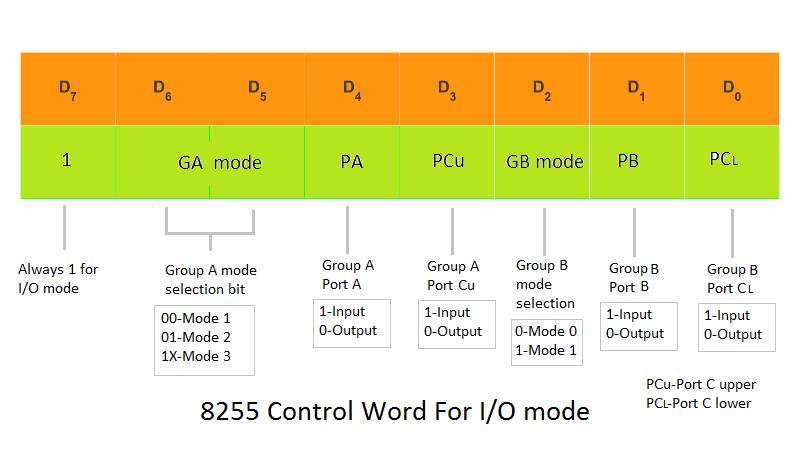 D7 D6 D5 D4 D3 D2 D1 D0
1 GA mode PA PCu GB mode PB PCL
Always 1 for
I/O mode
Group A mode
selection bit
00-Mode 1
01-Mode 2
1X-Mode 3
Group A
Port A
1-Input
0-Output
Group A
Port Cu
1-Input
0-Output
Group B
mode
selection
0-Mode 0
1-Mode 1
Group B
Port B
1-Input
0-Output
Group B
Port CL
1-Input
0-Output
PCu-Port C upper
PCL-Port C lower
8255 Control Word For I/O mode